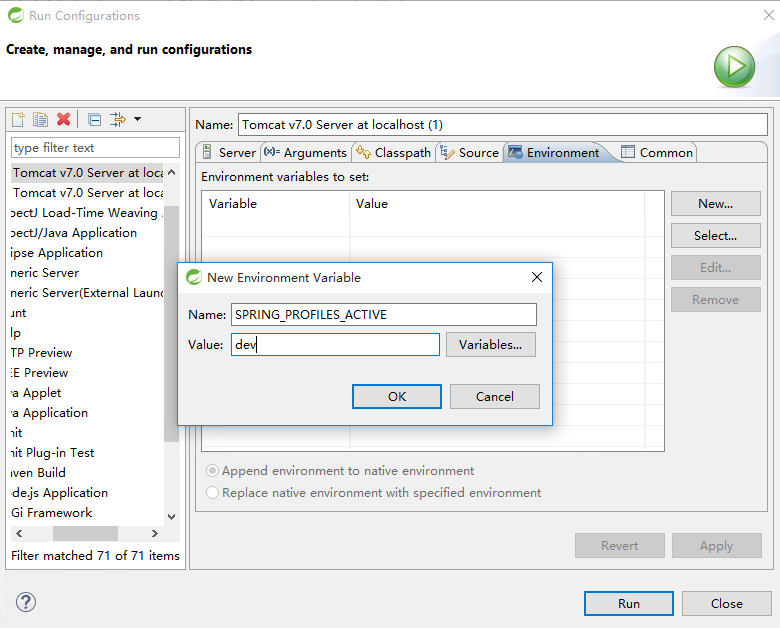 Run Configurations
Create, manage, and run configurations
type filter text
Tomcat v7.0 Server at loca
Tomcat v7.0 Server at loca
pectJ Load-Time Weaving
pectJ/Java Application
ipse Application
neric Server
neric Server(External Laun
unt
lp
TP Preview
EE Preview
va Applet
va Application
nit
nit Plug-in Test
aven Build
de.js Application
Gi Framework
Filter matched 71 of 71 items
Name: Tomcat v7.0 Server at localhost (1)
Server (x)= Arguments Classpath Source Environment Common
Environment variables to set:
Variable Value
New...
Select...
Edit...
Remove
New Environment Variable
Name: SPRING_PROFILES_ACTIVE
Value: dev Variables...
OK Cancel
Append environment to native environment
Replace native environment with specified environment
Revert Apply
? Run Close